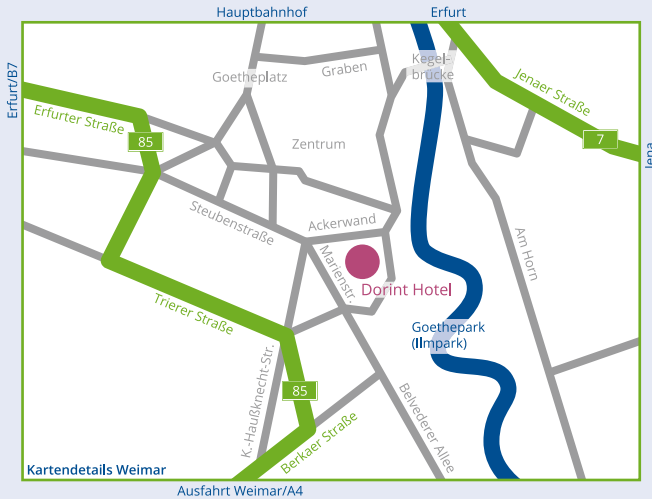 Hauptbahnhof
Erfurt
Erfurt/B7
Goetheplatz
Graben
Kegel-
brücke
Jenaer Straße
Erfurter Straße
85
Zentrum
7
Jena
Steubenstraße
Ackerwand
Marienstr.
Am Horn
Dorint Hotel
Trierer Straße
Goethepark
(Ilmpark)
K.-Haußknecht-Str.
85
Belvederer Allee
Berkaer Straße
Kartendetails Weimar
Ausfahrt Weimar/A4